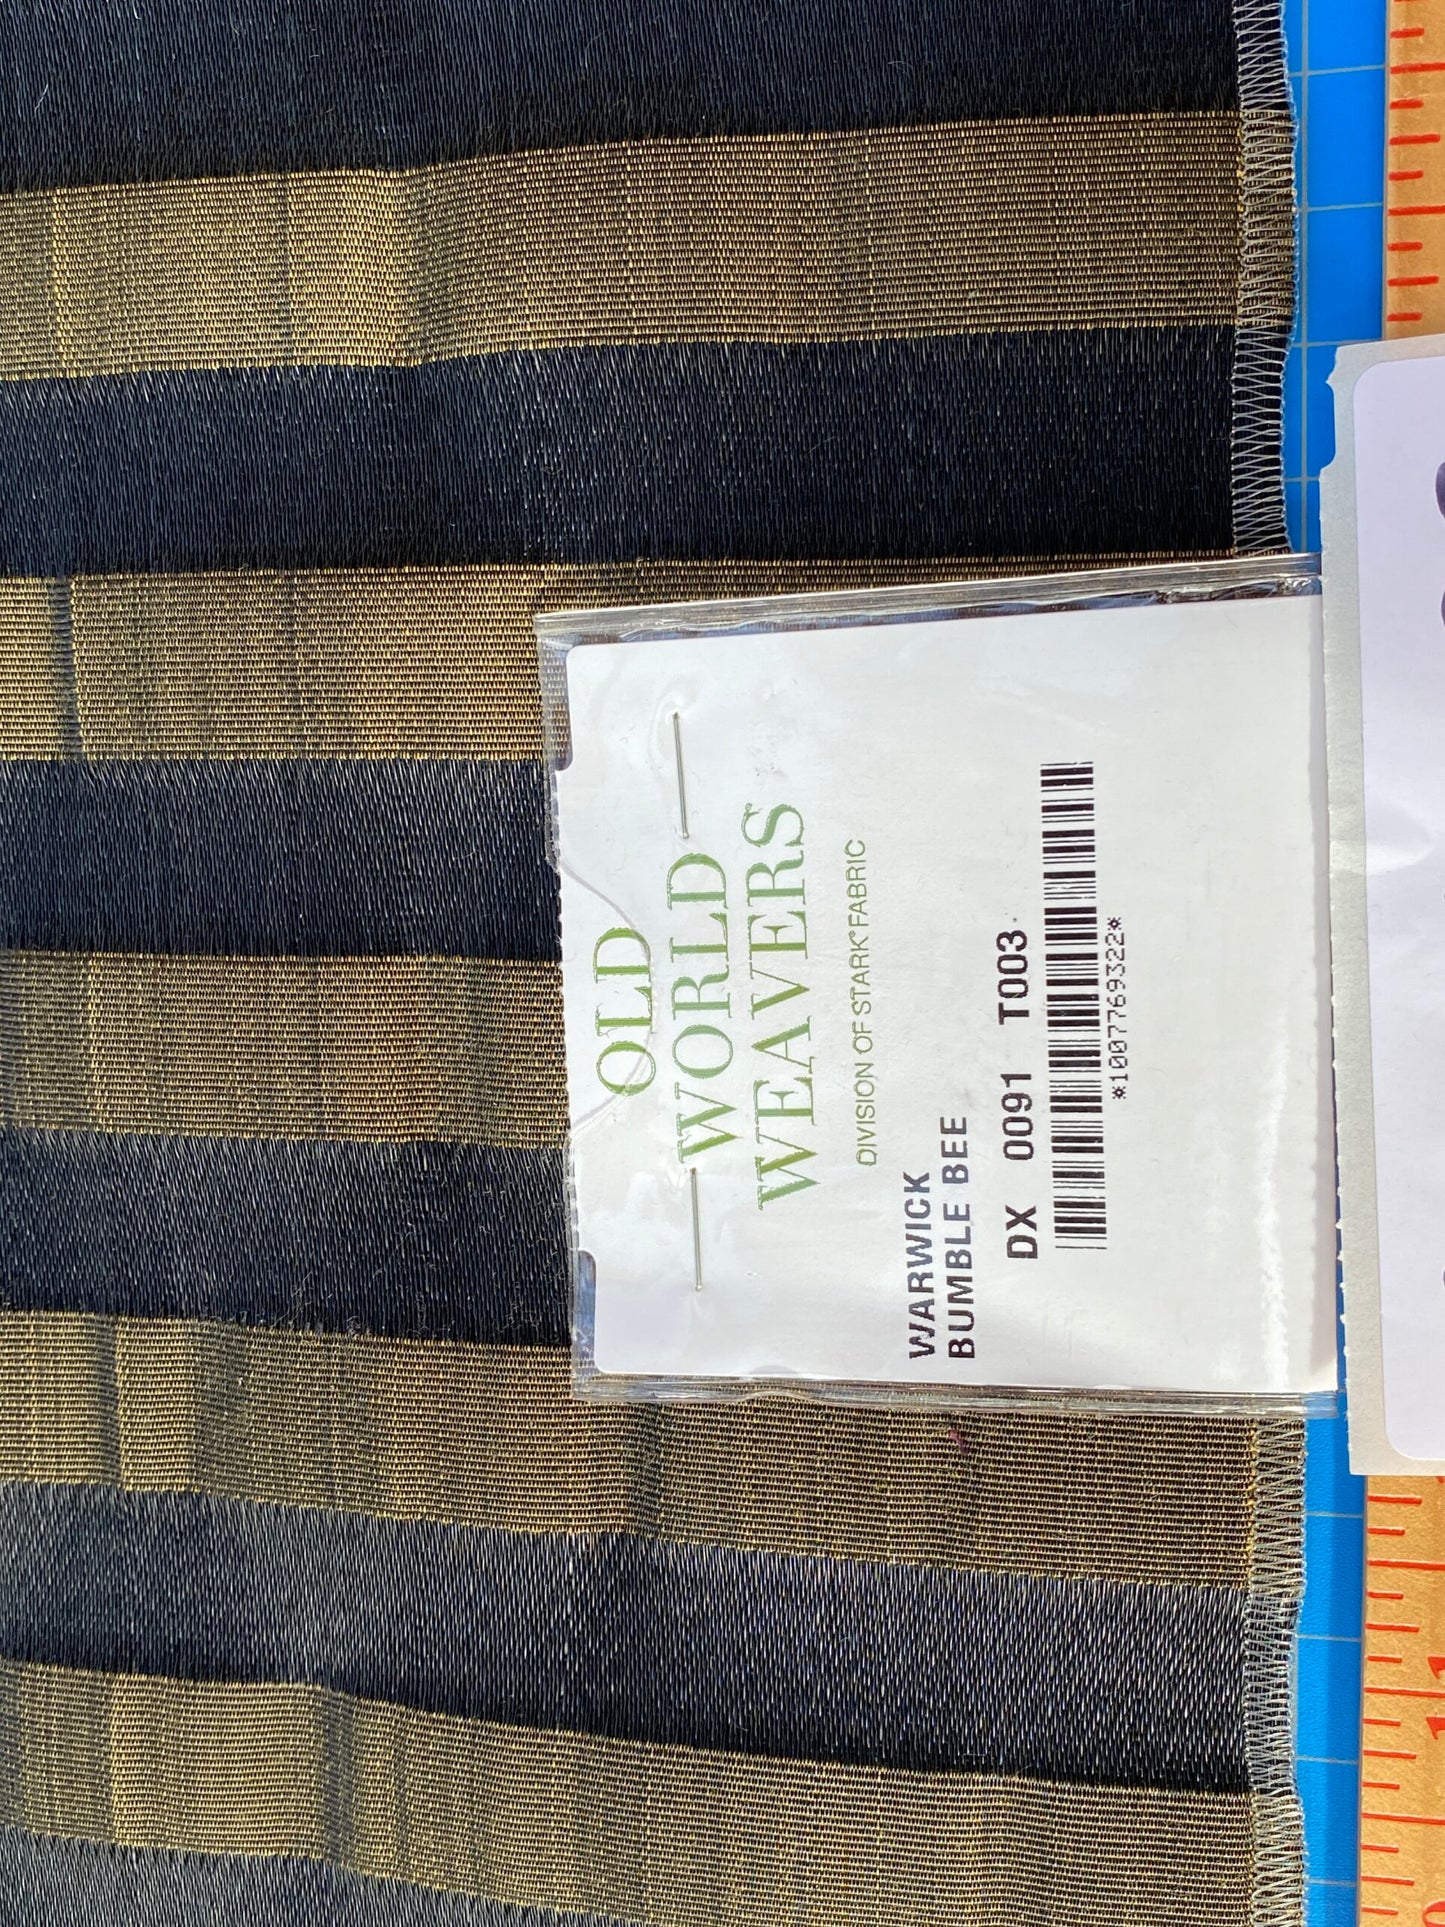 OLD
WORLD
WEAVERS
DIVISION OF STARK® FABRIC
WARWICK
BUMBLE BEE
DX 0091 T003
*1007769322*